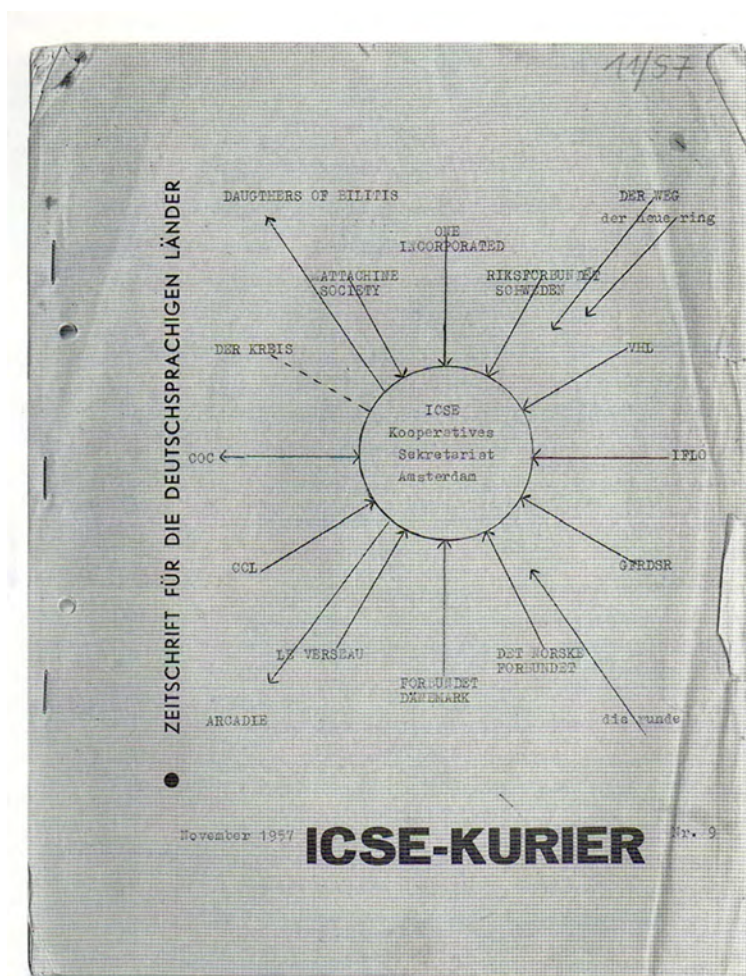 11/57
ZEITSCHRIFT FÜR DIE DEUTSCHSPRACHIGEN LÄNDER
DAUGTHERS OF BILITIS
DER WEG
der neue ring
ONE
INCORPORATED
MATTACHINE
SOCIETY
RIKSFORBUNDET
SCHWEDEN
DER KREIS
VHL
ICSE
Kooperatives
Sekretariat
Amsterdam
COC
IFLO
CCL
GFRDSR
LE VERSEAU
DET NORSKE
FORBUNDET
FORBUNDET
DÄNEMARK
ARCADIE
die runde
November 1957
ICSE-KURIER
Nr. 9